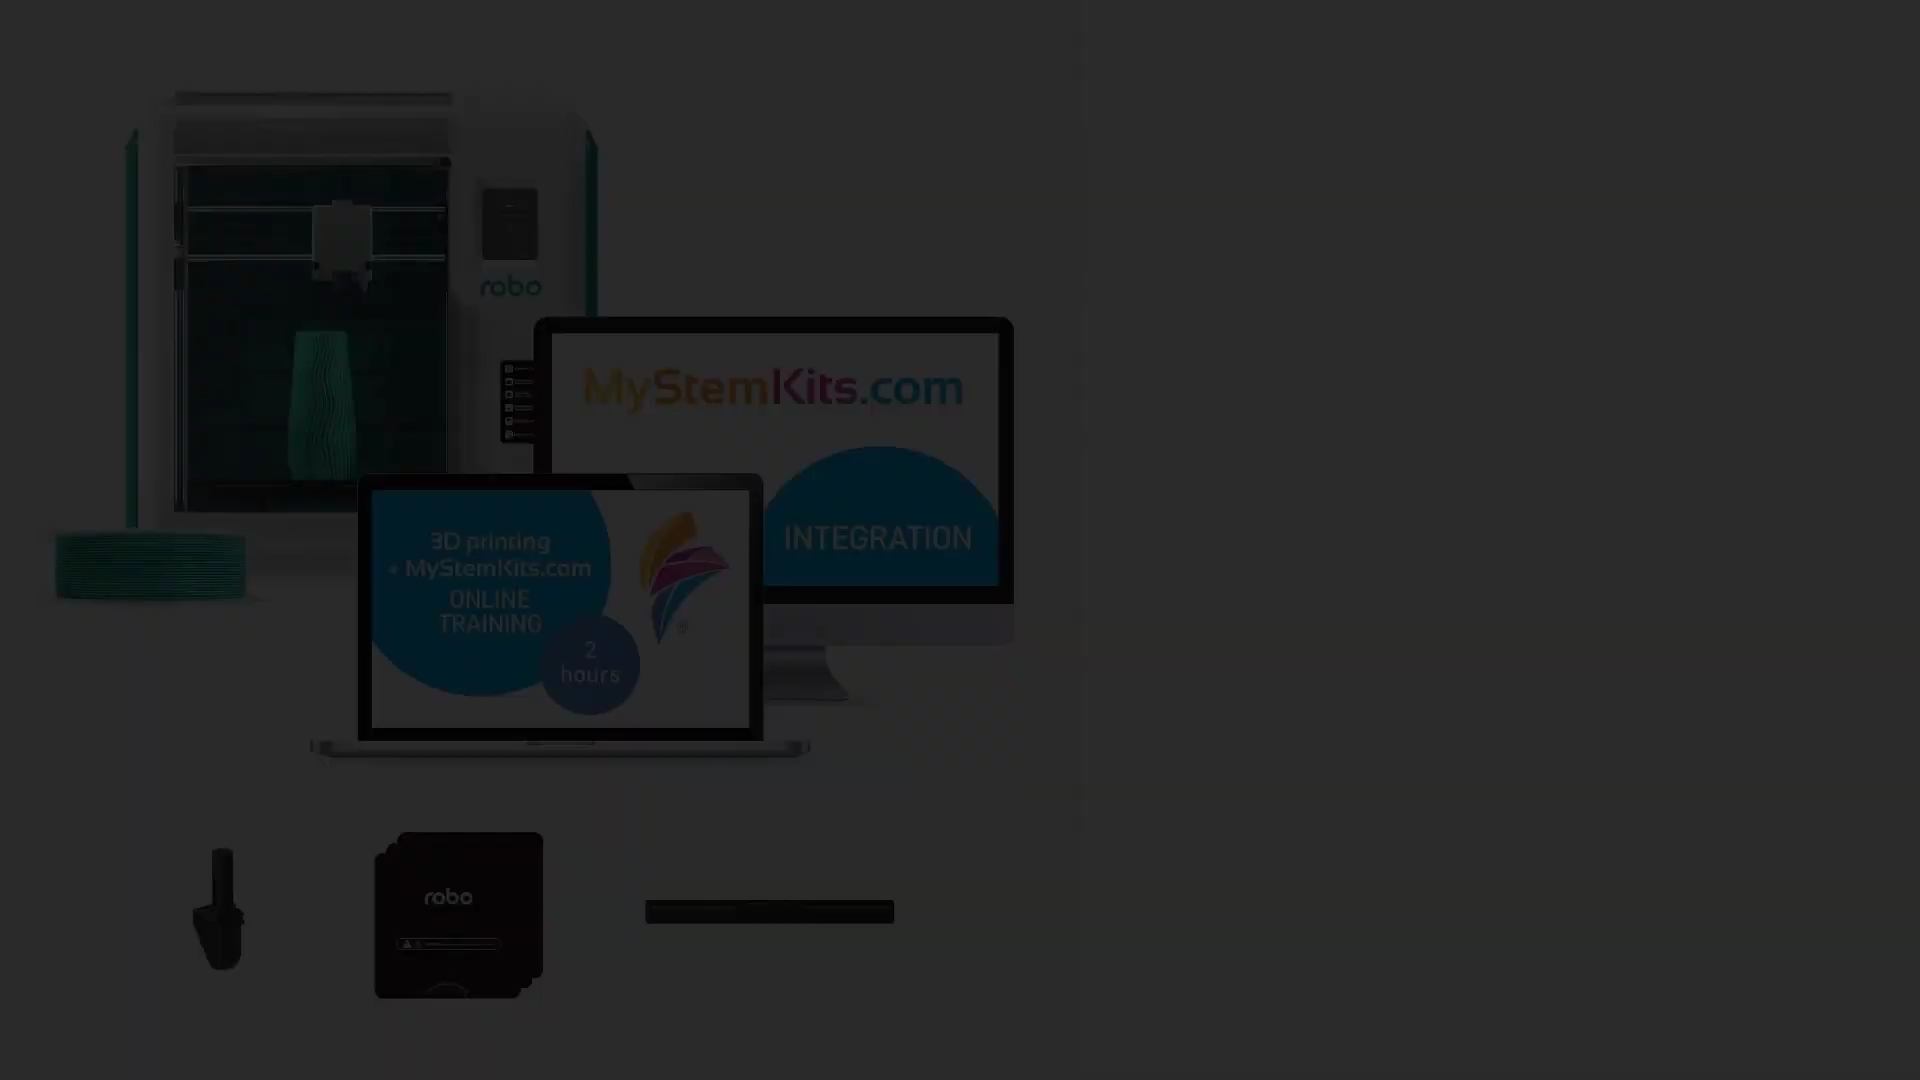 robo
MyStemKits.com
INTEGRATION
3D printing
+ MyStemKits.com
ONLINE
TRAINING
2
hours
®
robo